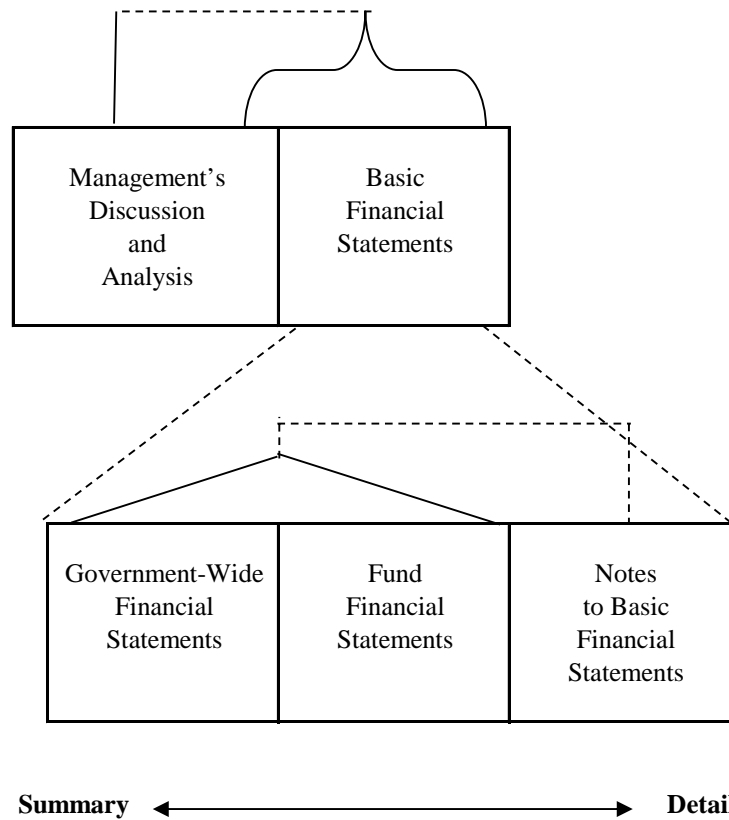 Management’s
Discussion
and
Analysis
Basic
Financial
Statements
Government-Wide
Financial
Statements
Fund
Financial
Statements
Notes
to Basic
Financial
Statements
Summary Detail